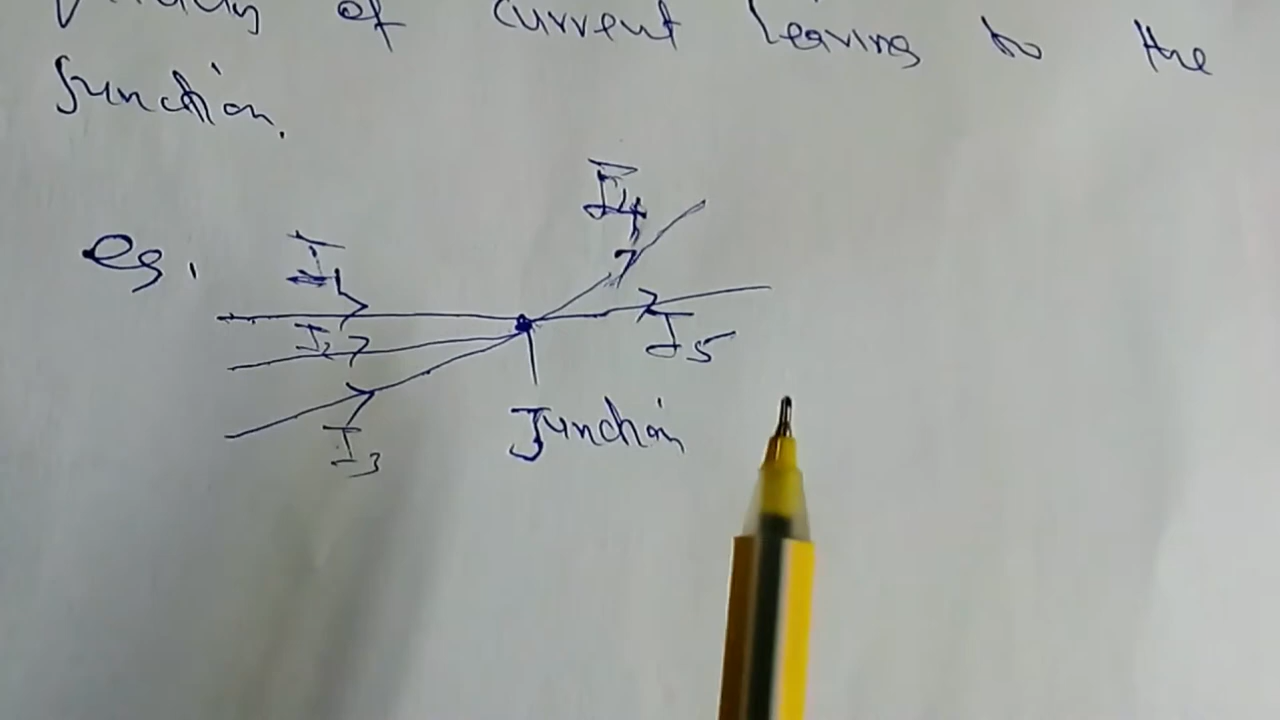 of current leaving to the
Junction.
eg.
I4
I1
I2
I5
I3
Junction